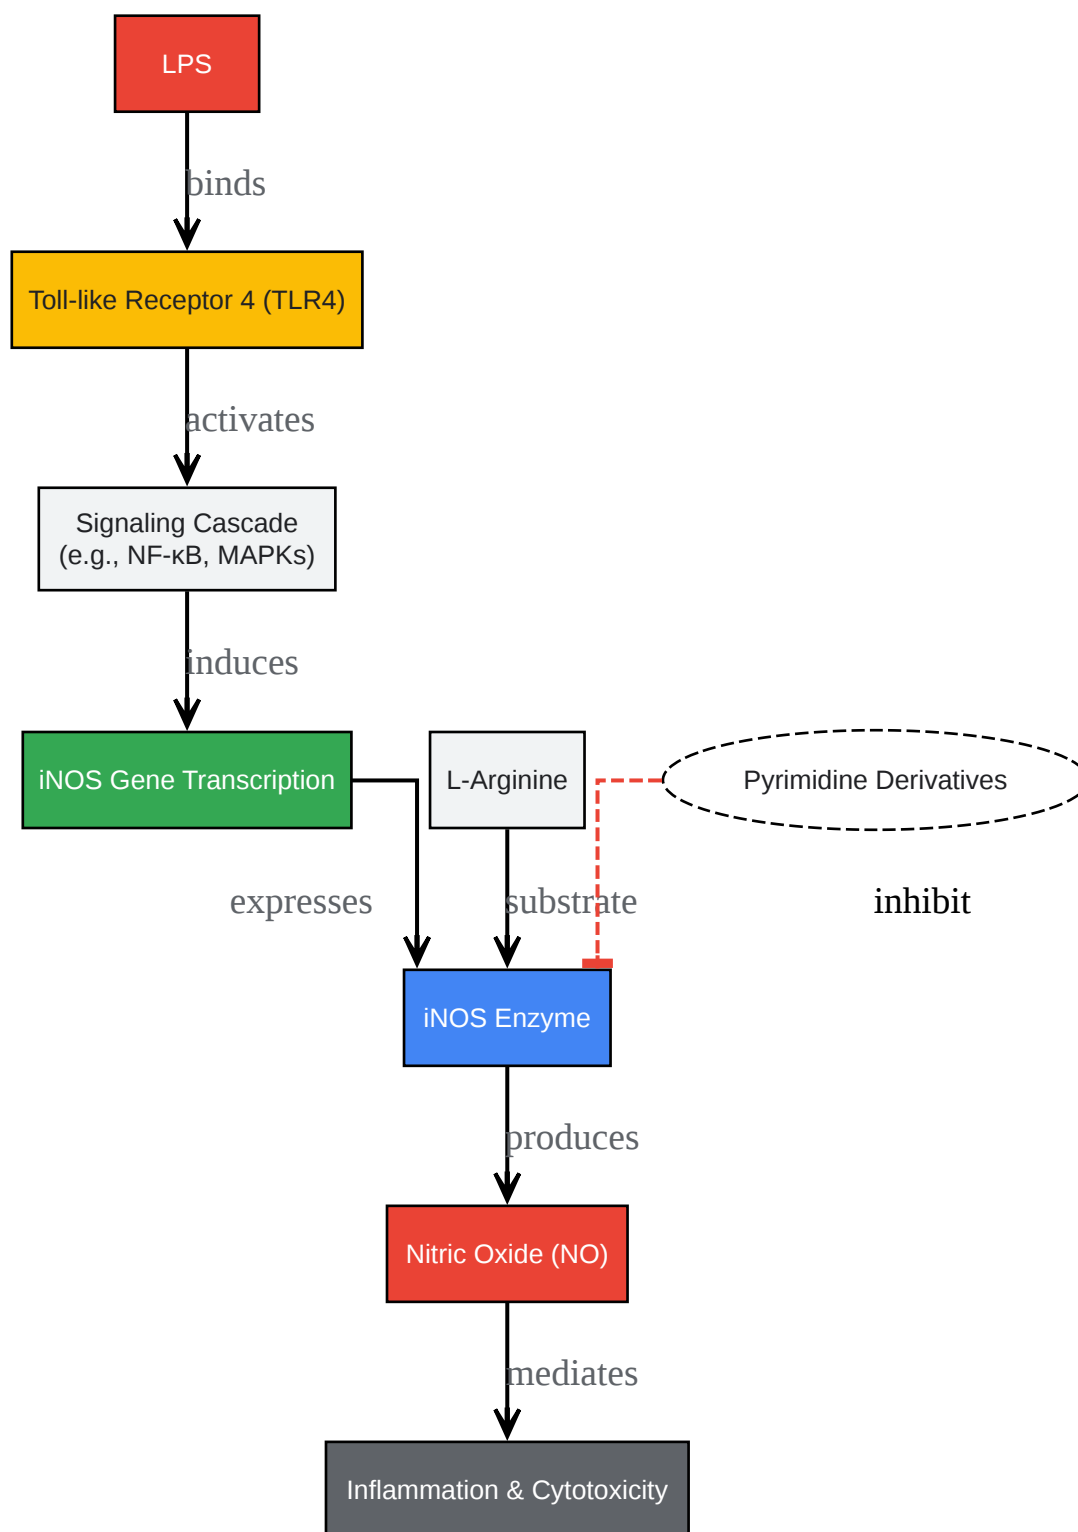 LPS
binds
Toll-like Receptor 4 (TLR4)
activates
Signaling Cascade
(e.g., NF-κB, MAPKs)
induces
iNOS Gene Transcription
L-Arginine
Pyrimidine Derivatives
expresses
substrate
inhibit
iNOS Enzyme
produces
Nitric Oxide (NO)
mediates
Inflammation & Cytotoxicity